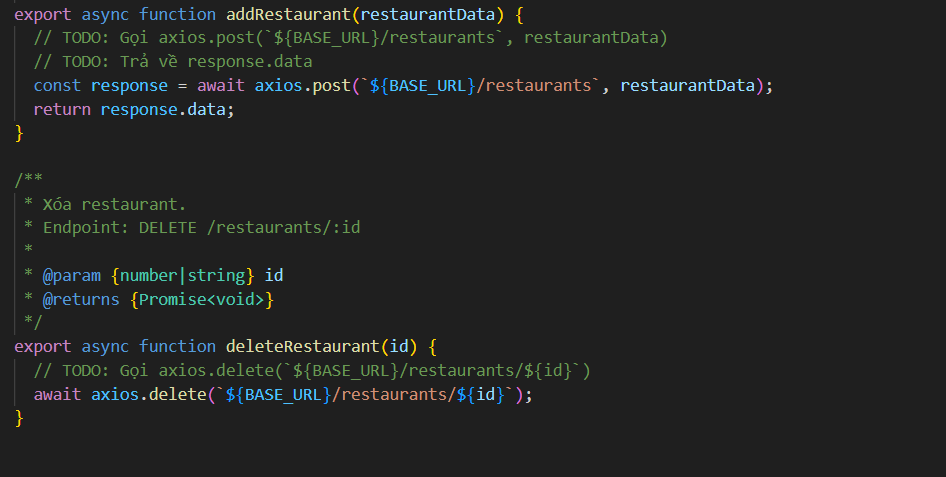 export async function addRestaurant(restaurantData) {
  // TODO: Gọi axios.post(`${BASE_URL}/restaurants`, restaurantData)
  // TODO: Trả về response.data
  const response = await axios.post(`${BASE_URL}/restaurants`, restaurantData);
  return response.data;
}

/**
 * Xóa restaurant.
 * Endpoint: DELETE /restaurants/:id
 *
 * @param {number|string} id
 * @returns {Promise<void>}
 */
export async function deleteRestaurant(id) {
  // TODO: Gọi axios.delete(`${BASE_URL}/restaurants/${id}`)
  await axios.delete(`${BASE_URL}/restaurants/${id}`);
}